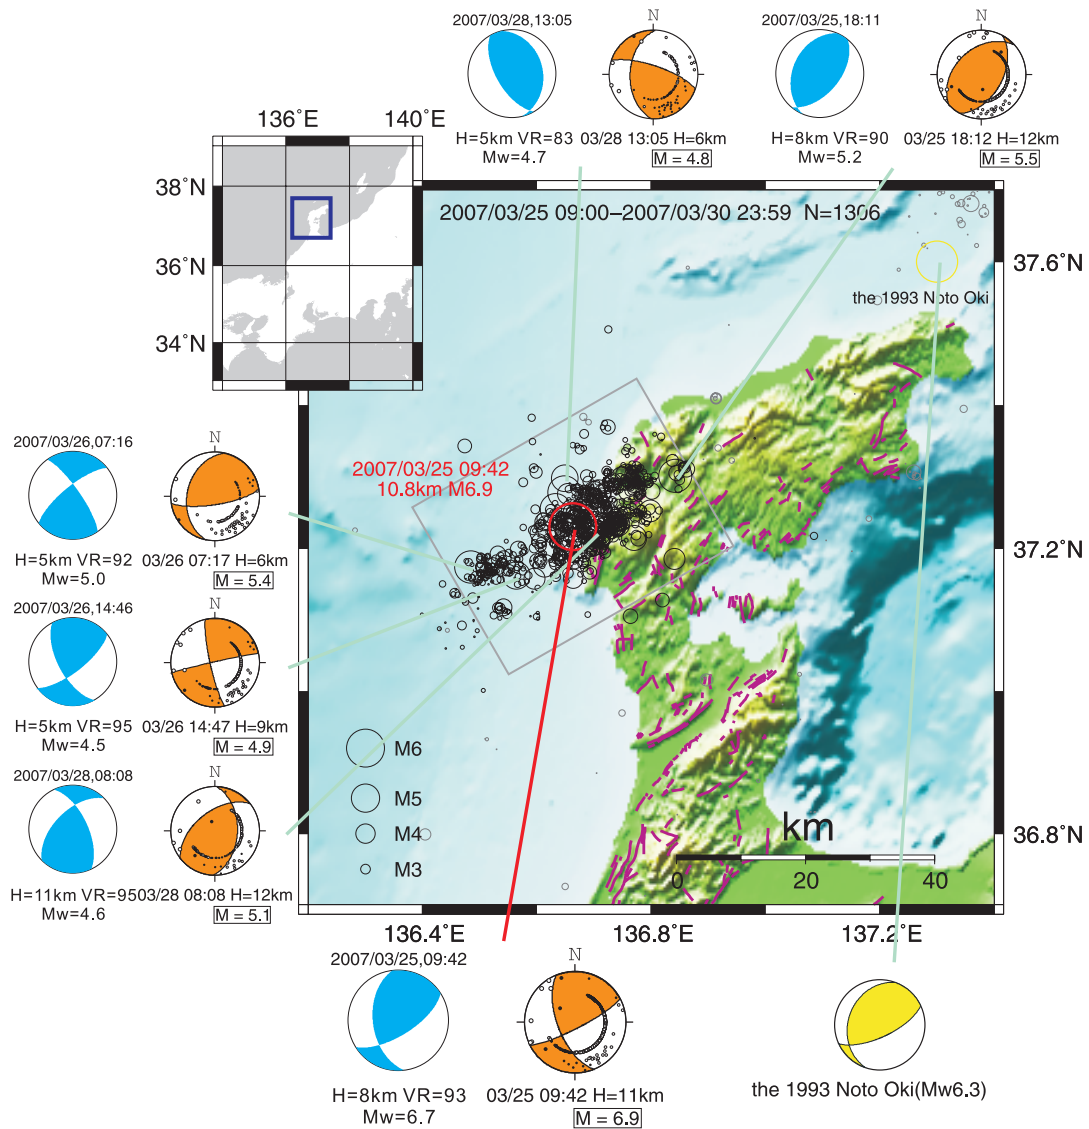 2007/03/28,13:05
N
2007/03/25,18:11
N
H=5km VR=83
Mw=4.7
03/28 13:05 H=6km
M = 4.8
H=8km VR=90
Mw=5.2
03/25 18:12 H=12km
M = 5.5
136°E
140°E
38°N
36°N
34°N
2007/03/25 09:00–2007/03/30 23:59 N=1306
37.6°N
the 1993 Noto Oki
2007/03/25 09:42
10.8km M6.9
37.2°N
2007/03/26,07:16
N
H=5km VR=92
Mw=5.0
03/26 07:17 H=6km
M = 5.4
2007/03/26,14:46
N
H=5km VR=95
Mw=4.5
03/26 14:47 H=9km
M = 4.9
2007/03/28,08:08
N
H=11km VR=95
Mw=4.6
03/28 08:08 H=12km
M = 5.1
M6
M5
M4
M3
km
0
20
40
36.8°N
136.4°E
136.8°E
137.2°E
2007/03/25,09:42
N
H=8km VR=93
Mw=6.7
03/25 09:42 H=11km
M = 6.9
the 1993 Noto Oki(Mw6.3)